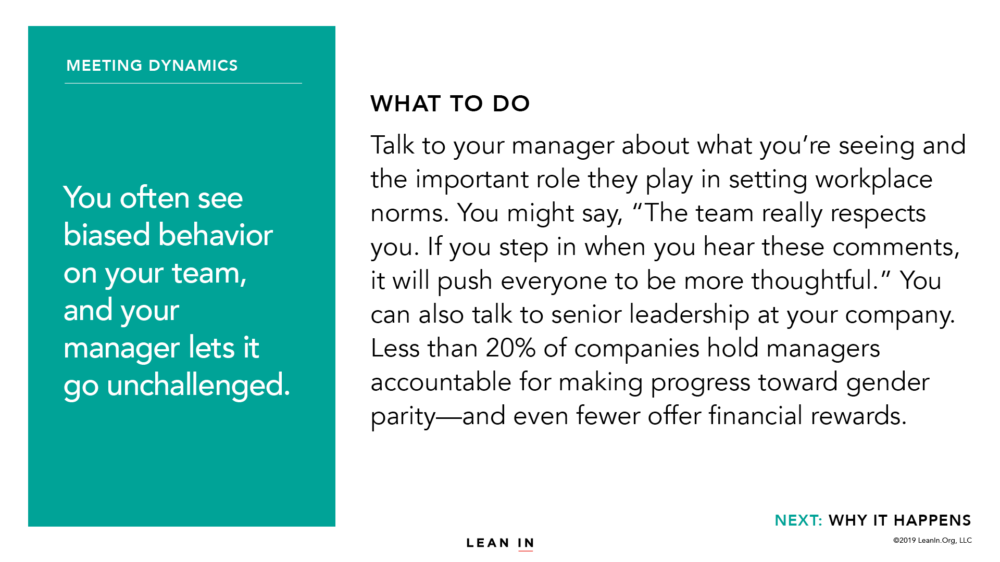 MEETING DYNAMICS
You often see
biased behavior
on your team,
and your
manager lets it
go unchallenged.
WHAT TO DO
Talk to your manager about what you’re seeing and
the important role they play in setting workplace
norms. You might say, “The team really respects
you. If you step in when you hear these comments,
it will push everyone to be more thoughtful.” You
can also talk to senior leadership at your company.
Less than 20% of companies hold managers
accountable for making progress toward gender
parity—and even fewer offer financial rewards.
NEXT: WHY IT HAPPENS
LEAN IN
©2019 LeanIn.Org, LLC